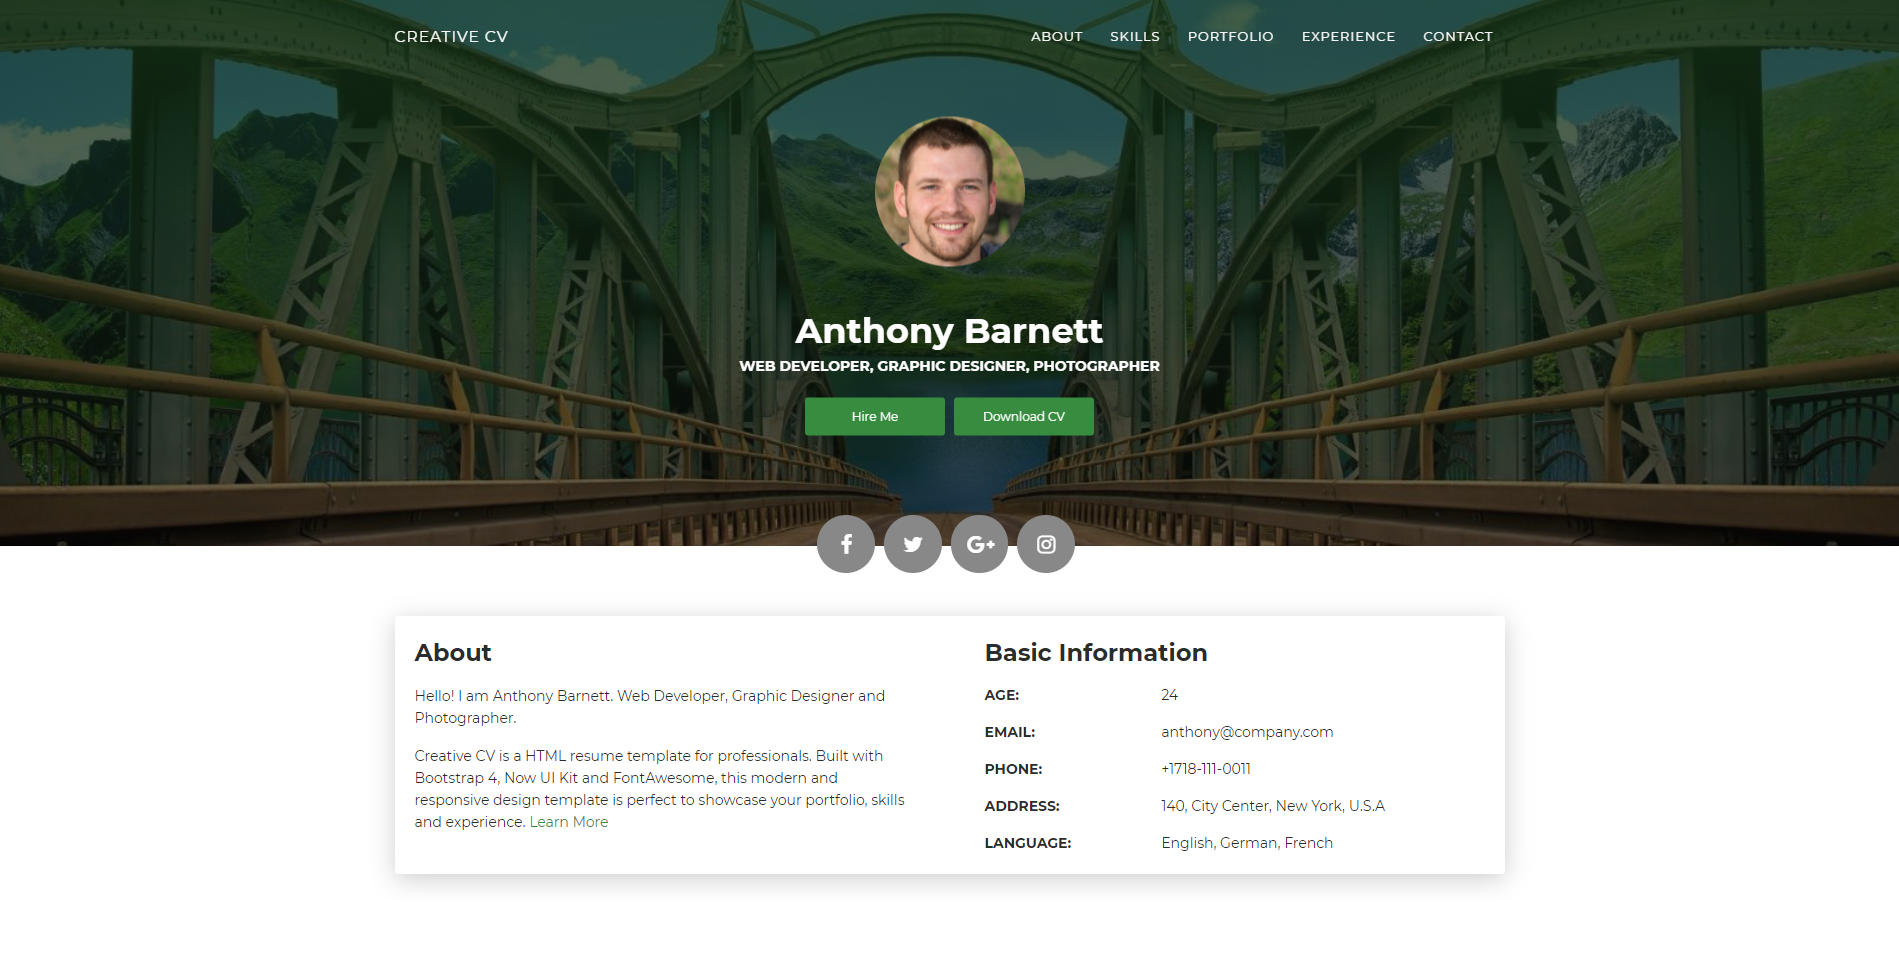 CREATIVE CV
ABOUT SKILLS PORTFOLIO EXPERIENCE CONTACT
Anthony Barnett
WEB DEVELOPER, GRAPHIC DESIGNER, PHOTOGRAPHER
Hire Me
Download CV
About
Hello! I am Anthony Barnett. Web Developer, Graphic Designer and
Photographer.
Creative CV is a HTML resume template for professionals. Built with
Bootstrap 4, Now UI Kit and FontAwesome, this modern and
responsive design template is perfect to showcase your portfolio, skills
and experience. Learn More
Basic Information
AGE: 24
EMAIL: anthony@company.com
PHONE: +1718-111-0011
ADDRESS: 140, City Center, New York, U.S.A
LANGUAGE: English, German, French